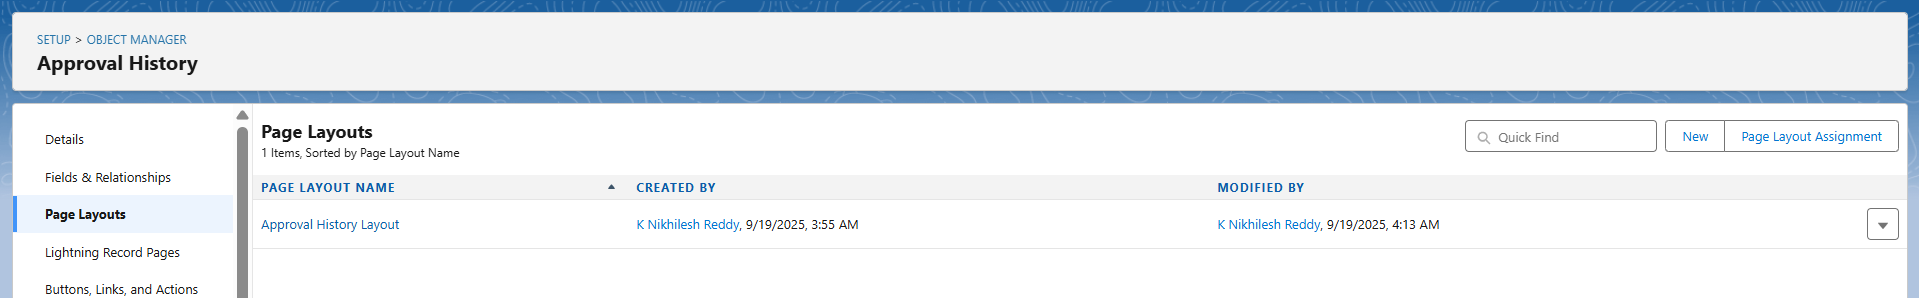 SETUP > OBJECT MANAGER
Approval History
Details
Fields & Relationships
Page Layouts
Lightning Record Pages
Buttons, Links, and Actions
Page Layouts
1 Items, Sorted by Page Layout Name
Quick Find
New
Page Layout Assignment
PAGE LAYOUT NAME CREATED BY MODIFIED BY
Approval History Layout K Nikhilesh Reddy, 9/19/2025, 3:55 AM K Nikhilesh Reddy, 9/19/2025, 4:13 AM